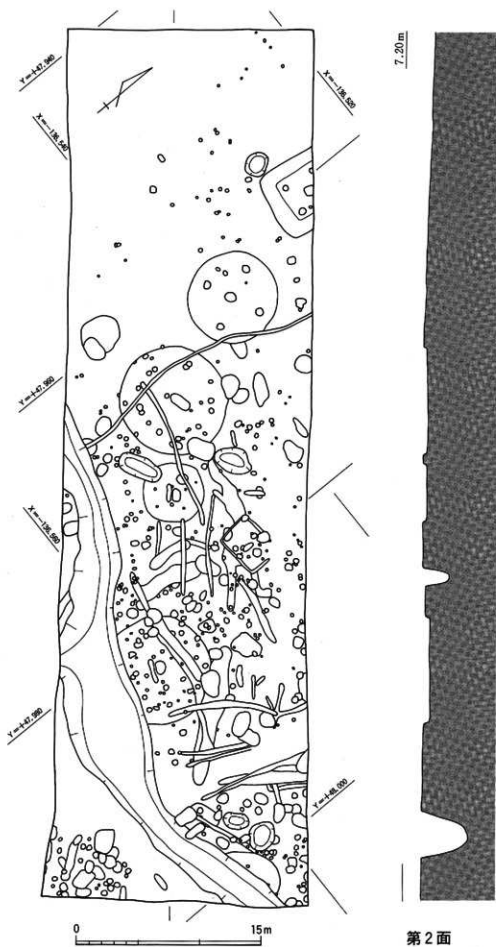 7.20m
Y=+47,940
X=-136,520
X=-136,540
Y=+47,960
X=-136,560
Y=+47,980
Y=+48,000
0 15m
第2面